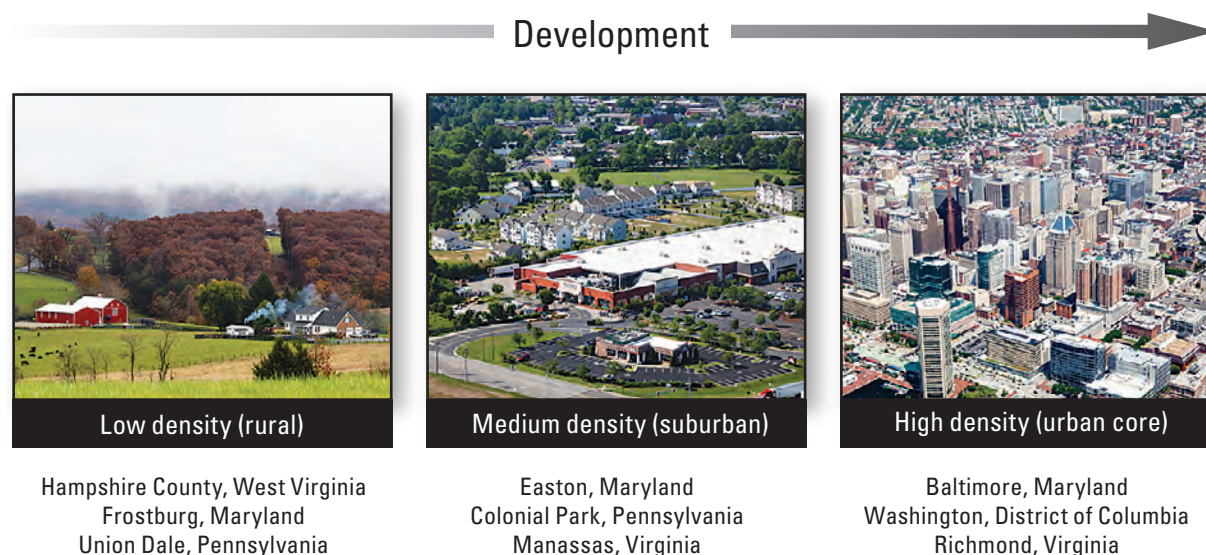 Development
Low density (rural)
Medium density (suburban)
High density (urban core)
Hampshire County, West Virginia
Frostburg, Maryland
Union Dale, Pennsylvania
Easton, Maryland
Colonial Park, Pennsylvania
Manassas, Virginia
Baltimore, Maryland
Washington, District of Columbia
Richmond, Virginia